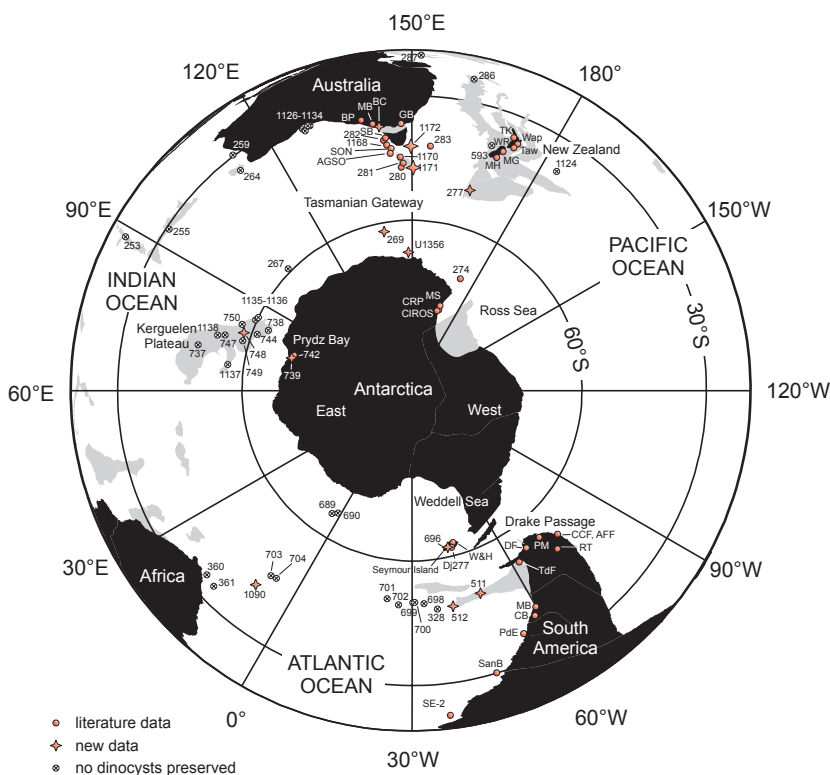 150°E
120°E
180°
287
286
Australia
MB
BC
BP
GB
1126-1134
SB
282
1168
SON
AGSO
281
280
1172
283
1170
1171
TK
WR
Wap
Taw
593
MG
MH
New Zealand
1124
277
259
264
Tasmanian Gateway
90°E
150°W
253
255
269
U1356
267
274
PACIFIC
OCEAN
INDIAN
OCEAN
30°S
60°S
1135-1136
MS
CRP
CIROS
Ross Sea
750
738
Kerguelen
Plateau
1138
737
747
744
748
749
1137
Prydz Bay
742
739
60°E
120°W
Antarctica
East
West
Weddell Sea
689
690
Drake Passage
696
W&H
Seymour Island
Dj277
CCF, AFF
DF
PM
RT
TdF
30°E
90°W
Africa
360
361
703
704
1090
701
702
699
698
700
328
511
512
MB
CB
PdE
South
America
SanB
SE-2
ATLANTIC
OCEAN
0°
60°W
30°W
literature data
new data
no dinocysts preserved